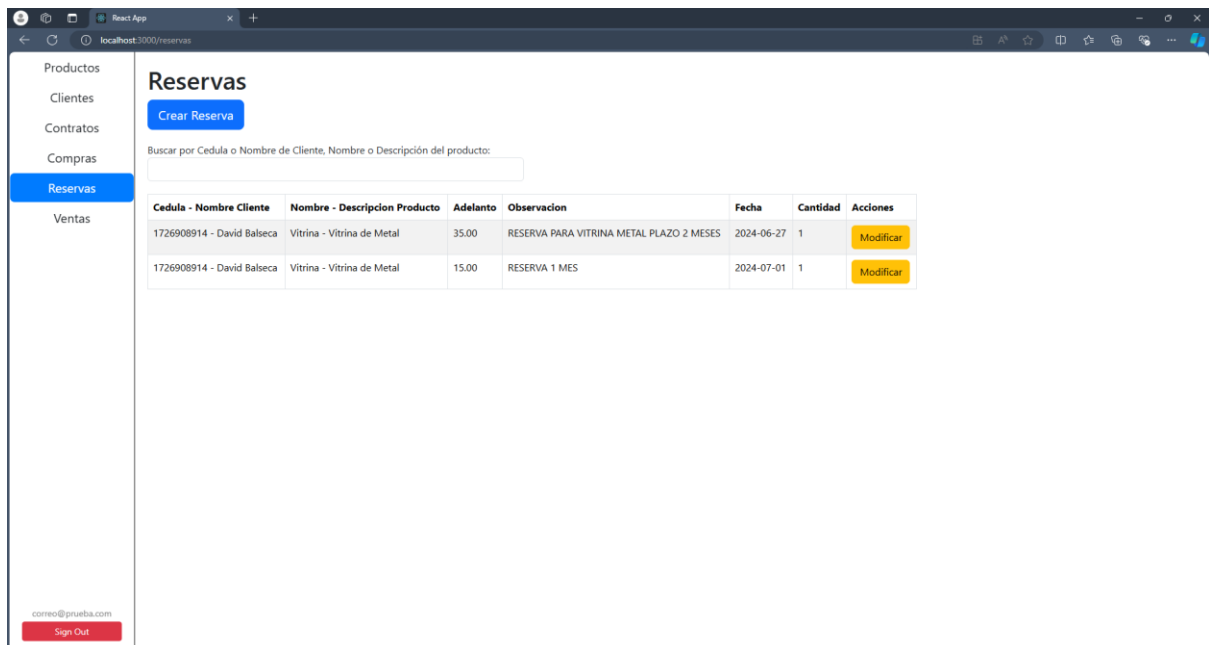 React App
localhost:3000/reservas
Productos
Clientes
Contratos
Compras
Reservas
Ventas
Reservas
Crear Reserva
Buscar por Cedula o Nombre de Cliente, Nombre o Descripción del producto:
Cedula - Nombre Cliente Nombre - Descripcion Producto Adelanto Observacion Fecha Cantidad Acciones
1726908914 - David Balseca Vitrina - Vitrina de Metal 35.00 RESERVA PARA VITRINA METAL PLAZO 2 MESES 2024-06-27 1 Modificar
1726908914 - David Balseca Vitrina - Vitrina de Metal 15.00 RESERVA 1 MES 2024-07-01 1 Modificar
correo@prueba.com
Sign Out